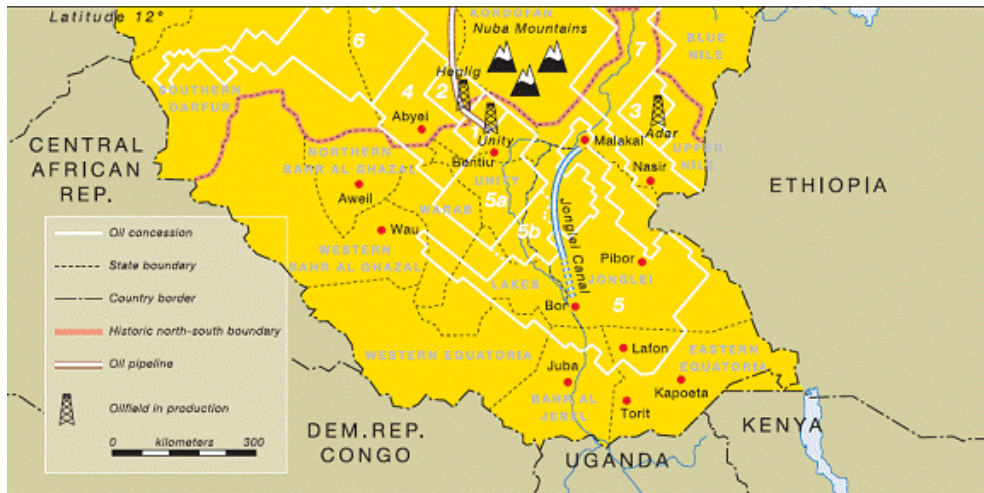 Latitude 12°
KORDOFAN
Nuba Mountains
6
7
BLUE
NILE
Heglig
SOUTHERN
DARFUR
4
2
3
Abyei
1
Unity
Malakal
Adar
CENTRAL
AFRICAN
REP.
NORTHERN
BAHR AL GHAZAL
Bentiu
UPPER
NILE
Nasir
UNITY
ETHIOPIA
Aweil
5a
WARAB
Jonglei Canal
Wau
5b
Oil concession
WESTERN
BAHR AL GHAZAL
Pibor
State boundary
JONGLEI
LAKES
Country border
Bor
5
Historic north-south boundary
Lafon
WESTERN EQUATORIA
EASTERN
EQUATORIA
Oil pipeline
Juba
Kapoeta
BAHR AL
JEBEL
Torit
Oilfield in production
KENYA
DEM.REP.
CONGO
0 kilometers 300
UGANDA